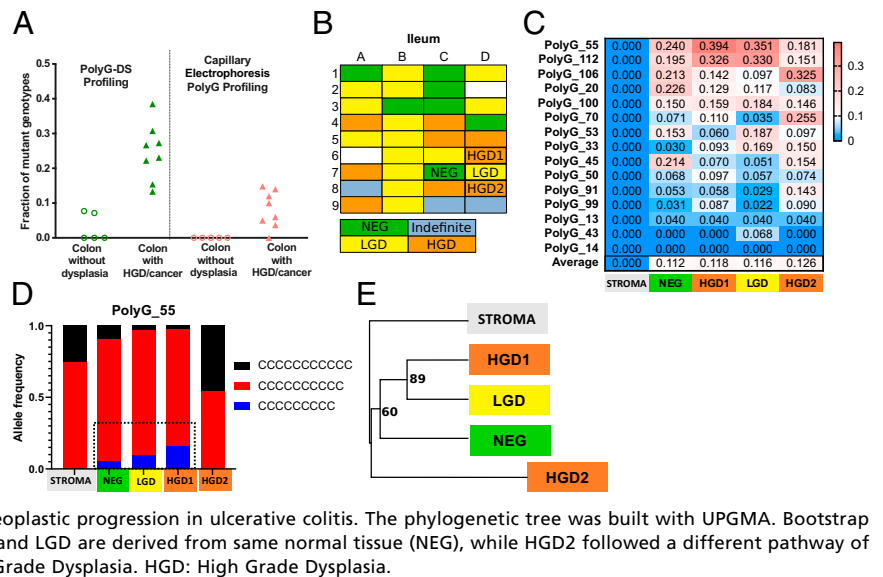 A
PolyG-DS
Profiling
Capillary
Electrophoresis
PolyG Profiling
Fraction of mutant genotypes
0.5
0.4
0.3
0.2
0.1
0.0
Colon
without
dysplasia
Colon
with
HGD/cancer
Colon
without
dysplasia
Colon
with
HGD/cancer
B
Ileum
A B C D
1
2
3
4
5
6 HGD1
7 NEG LGD
8 HGD2
9
NEG Indefinite
LGD HGD
C
PolyG_55 0.000 0.240 0.394 0.351 0.181
PolyG_112 0.000 0.195 0.326 0.330 0.151
PolyG_106 0.000 0.213 0.142 0.097 0.325
PolyG_20 0.000 0.226 0.129 0.117 0.083
PolyG_100 0.000 0.150 0.159 0.184 0.146
PolyG_70 0.000 0.071 0.110 0.035 0.255
PolyG_53 0.000 0.153 0.060 0.187 0.097
PolyG_33 0.000 0.030 0.093 0.169 0.150
PolyG_45 0.000 0.214 0.070 0.051 0.154
PolyG_50 0.000 0.068 0.097 0.057 0.074
PolyG_91 0.000 0.053 0.058 0.029 0.143
PolyG_99 0.000 0.031 0.087 0.022 0.090
PolyG_13 0.000 0.040 0.040 0.040 0.040
PolyG_43 0.000 0.000 0.000 0.068 0.000
PolyG_14 0.000 0.000 0.000 0.000 0.000
Average 0.000 0.112 0.118 0.116 0.126
STROMA NEG HGD1 LGD HGD2
0.3
0.2
0.1
0
D
PolyG_55
Allele frequency
1.0
0.5
0.0
STROMA NEG LGD HGD1 HGD2
CCCCCCCCCCC
CCCCCCCCCC
CCCCCCCCC
E
STROMA
HGD1
89
LGD
60
NEG
HGD2
eoplastic progression in ulcerative colitis. The phylogenetic tree was built with UPGMA. Bootstrap
and LGD are derived from same normal tissue (NEG), while HGD2 followed a different pathway of
Grade Dysplasia. HGD: High Grade Dysplasia.